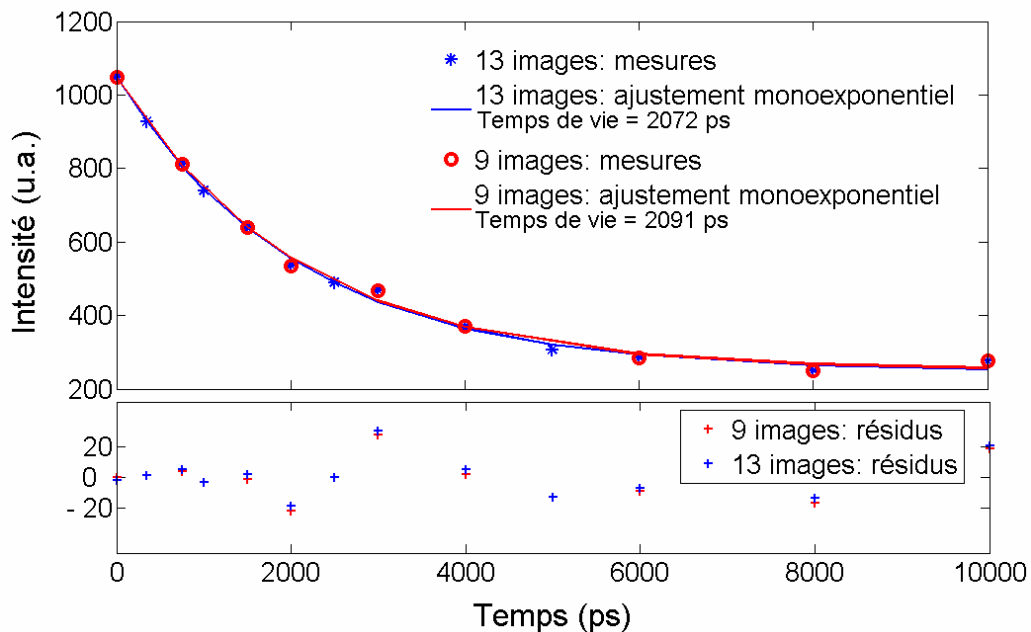 1200
1000
800
600
400
200
Intensité (u.a.)
13 images: mesures
13 images: ajustement monoexponentiel
Temps de vie = 2072 ps
9 images: mesures
9 images: ajustement monoexponentiel
Temps de vie = 2091 ps
20
0
- 20
9 images: résidus
13 images: résidus
0 2000 4000 6000 8000 10000
Temps (ps)